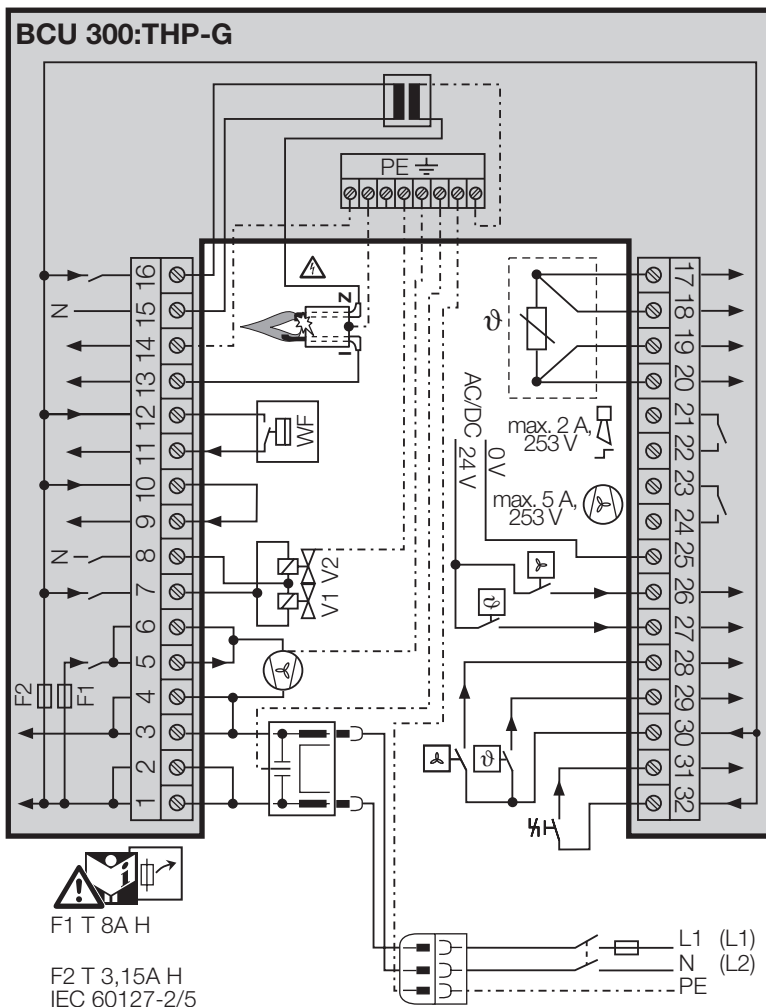 BCU 300:THP-G
PE
16
N 15
14
13
12
11
10
9
N 8
7
6
5
4
3
2
1
F2
F1
Z
I
WF
V1 V2
ϑ
AC/DC 24 V
0 V
max. 2 A,
253 V
max. 5 A,
253 V
ϑ
ϑ
17
18
19
20
21
22
23
24
25
26
27
28
29
30
31
32
i
F1 T 8A H
F2 T 3,15A H
IEC 60127-2/5
L1 (L1)
N (L2)
PE